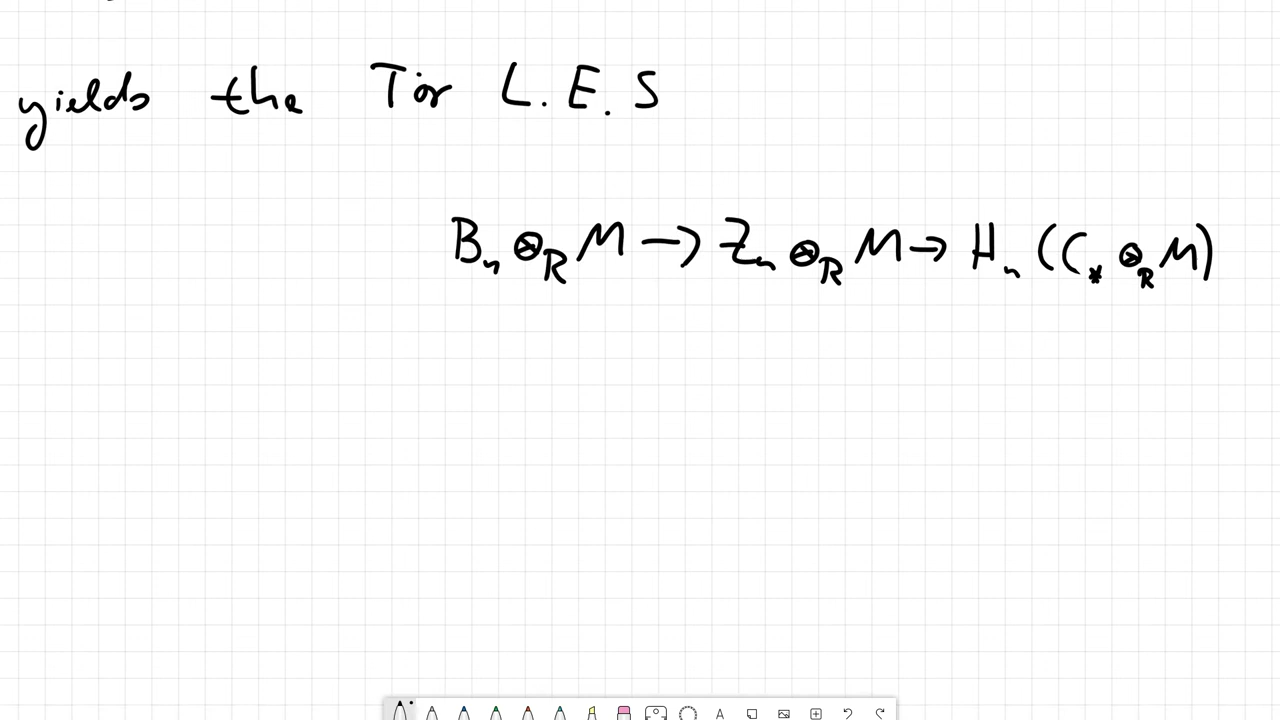 yields the Tor L.E.S
Bₙ ⊗_R M → Zₙ ⊗_R M → Hₙ (C_* ⊗_R M)